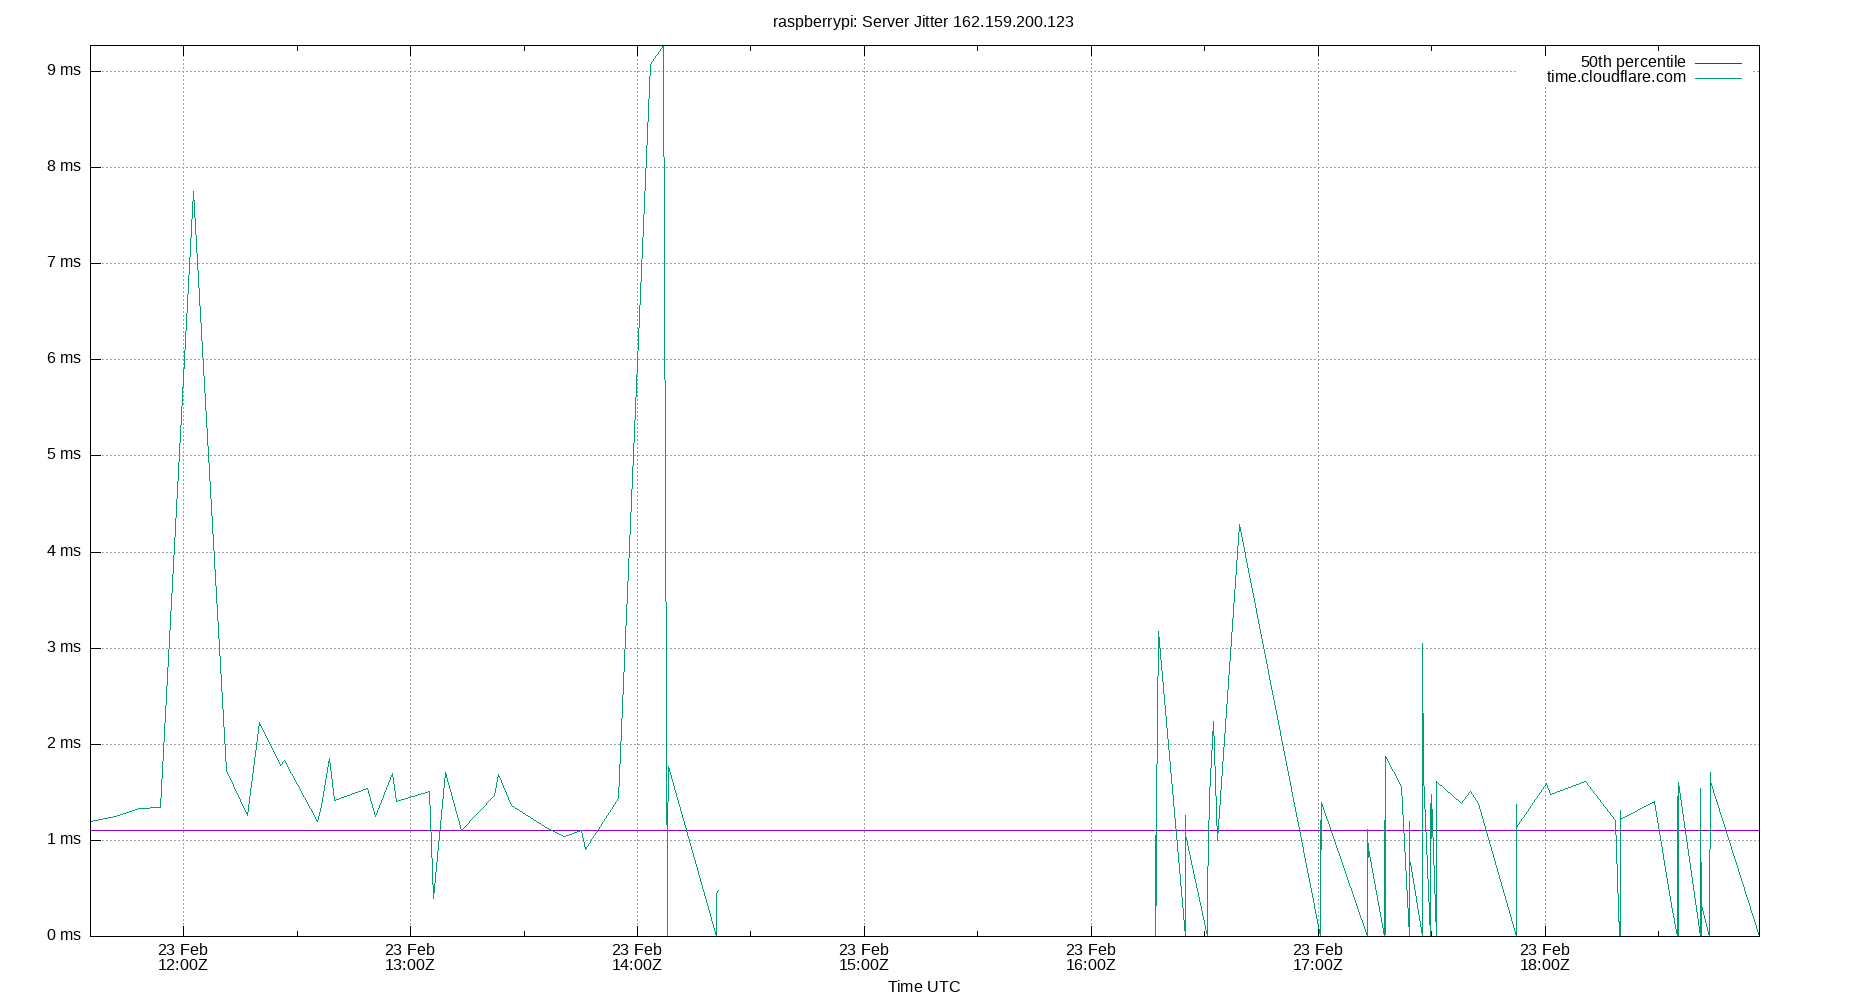 raspberrypi: Server Jitter 162.159.200.123
50th percentile
time.cloudflare.com
9 ms
8 ms
7 ms
6 ms
5 ms
4 ms
3 ms
2 ms
1 ms
0 ms
23 Feb 23 Feb 23 Feb 23 Feb 23 Feb 23 Feb 23 Feb
12:00Z 13:00Z 14:00Z 15:00Z 16:00Z 17:00Z 18:00Z
Time UTC